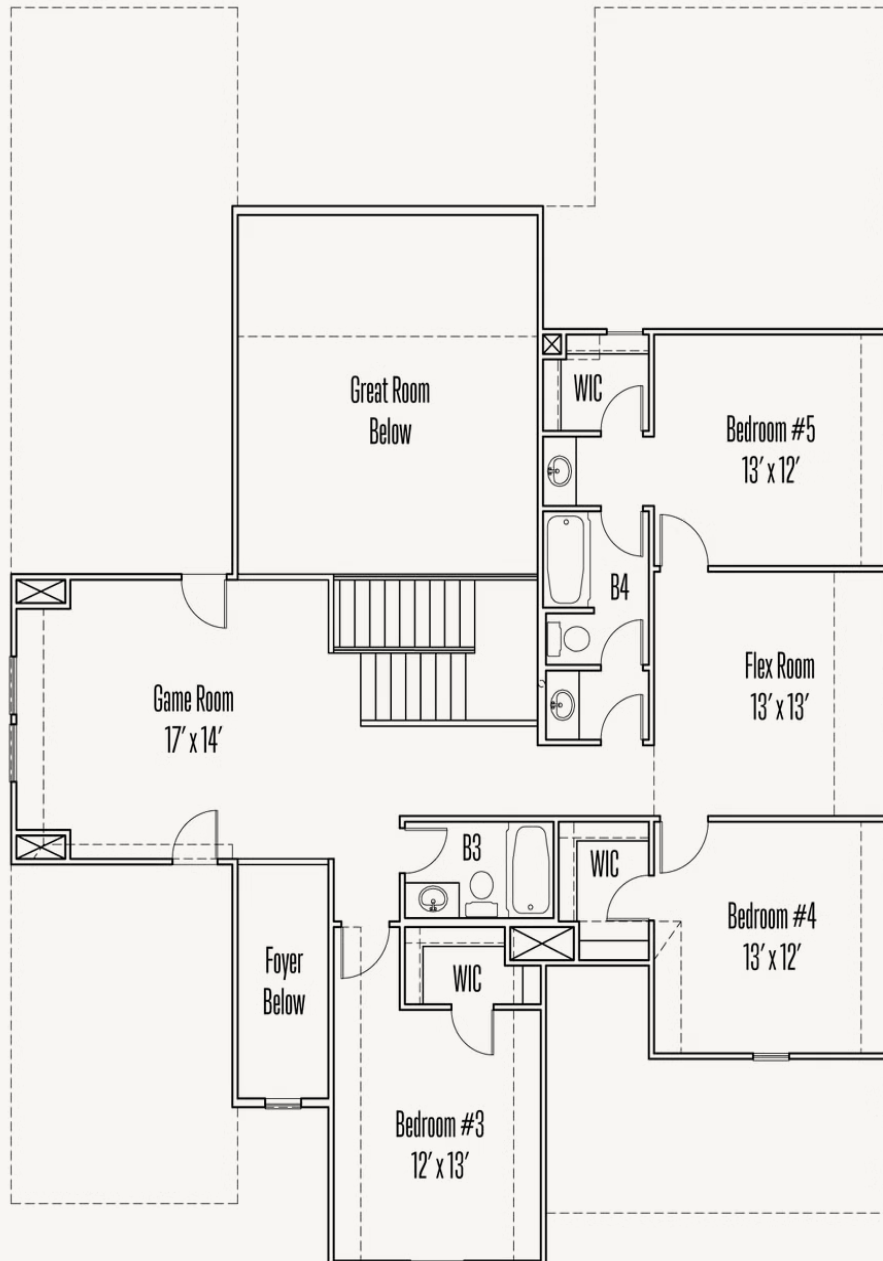 Great Room
Below
WIC
Bedroom #5
13' x 12'
B4
Game Room
17' x 14'
Flex Room
13' x 13'
B3
WIC
Bedroom #4
13' x 12'
Foyer
Below
WIC
Bedroom #3
12' x 13'